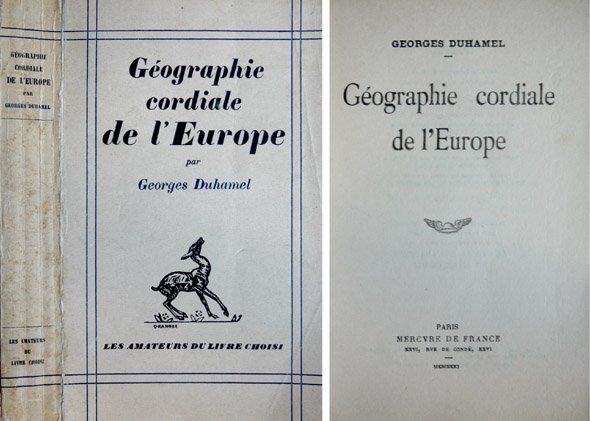 GÉOGRAPHIE
CORDIALE
DE L'EUROPE
PAR
GEORGES DUHAMEL
LES AMATEURS
DU
LIVRE CHOISI
Géographie
cordiale
de l'Europe
par
Georges Duhamel
LES AMATEURS DU LIVRE CHOISI
GEORGES DUHAMEL
Géographie cordiale
de l'Europe
PARIS
MERCVRE DE FRANCE
XXVI, RVE DE CONDÉ, XXVI
MCMXXXI